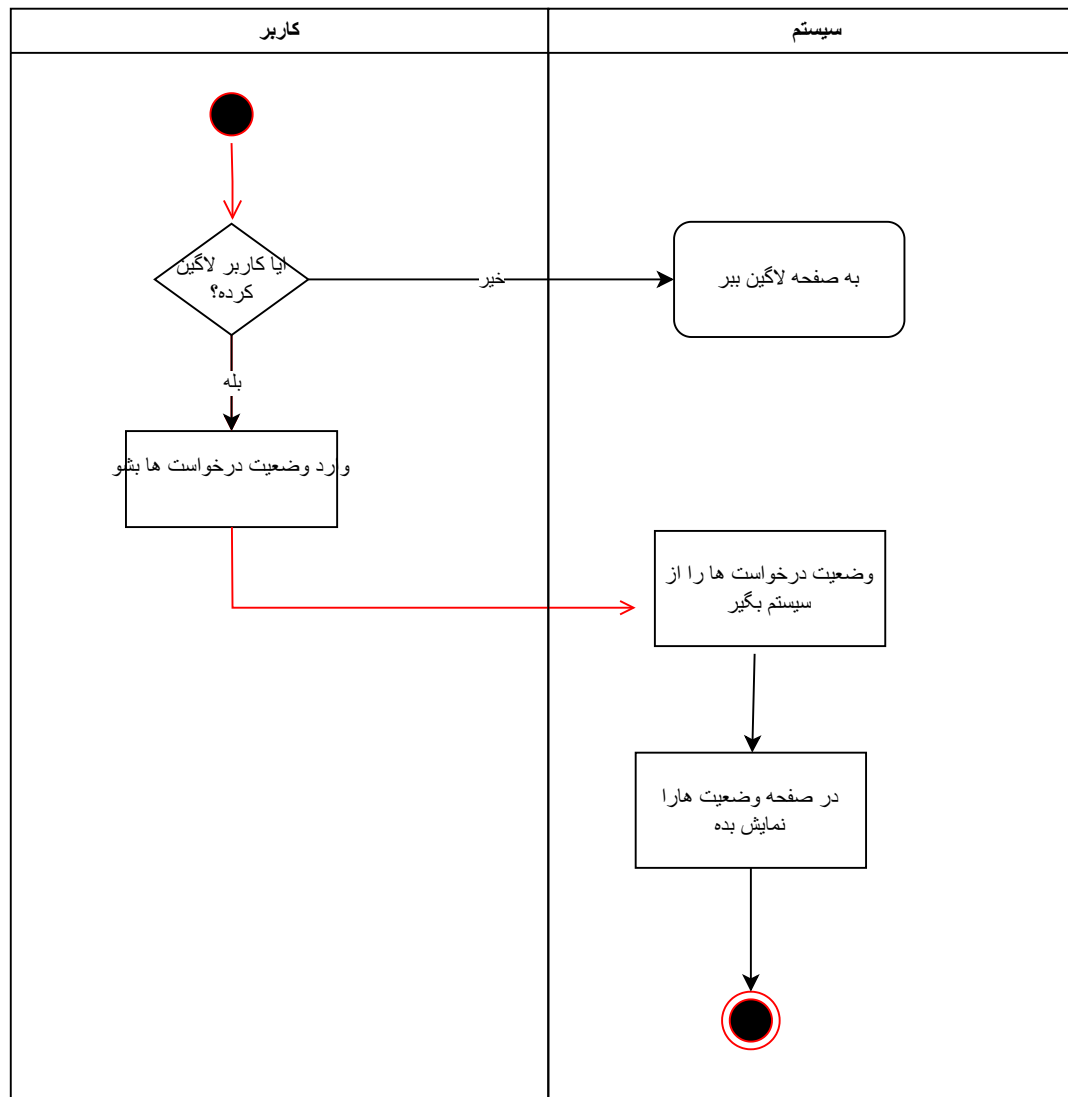 کاربر
سیستم
ایا کاربر لاگین
کرده؟
خیر
به صفحه لاگین ببر
بله
وارد وضعیت درخواست ها بشو
وضعیت درخواست ها را از
سیستم بگیر
در صفحه وضعیت هارا
نمایش بده